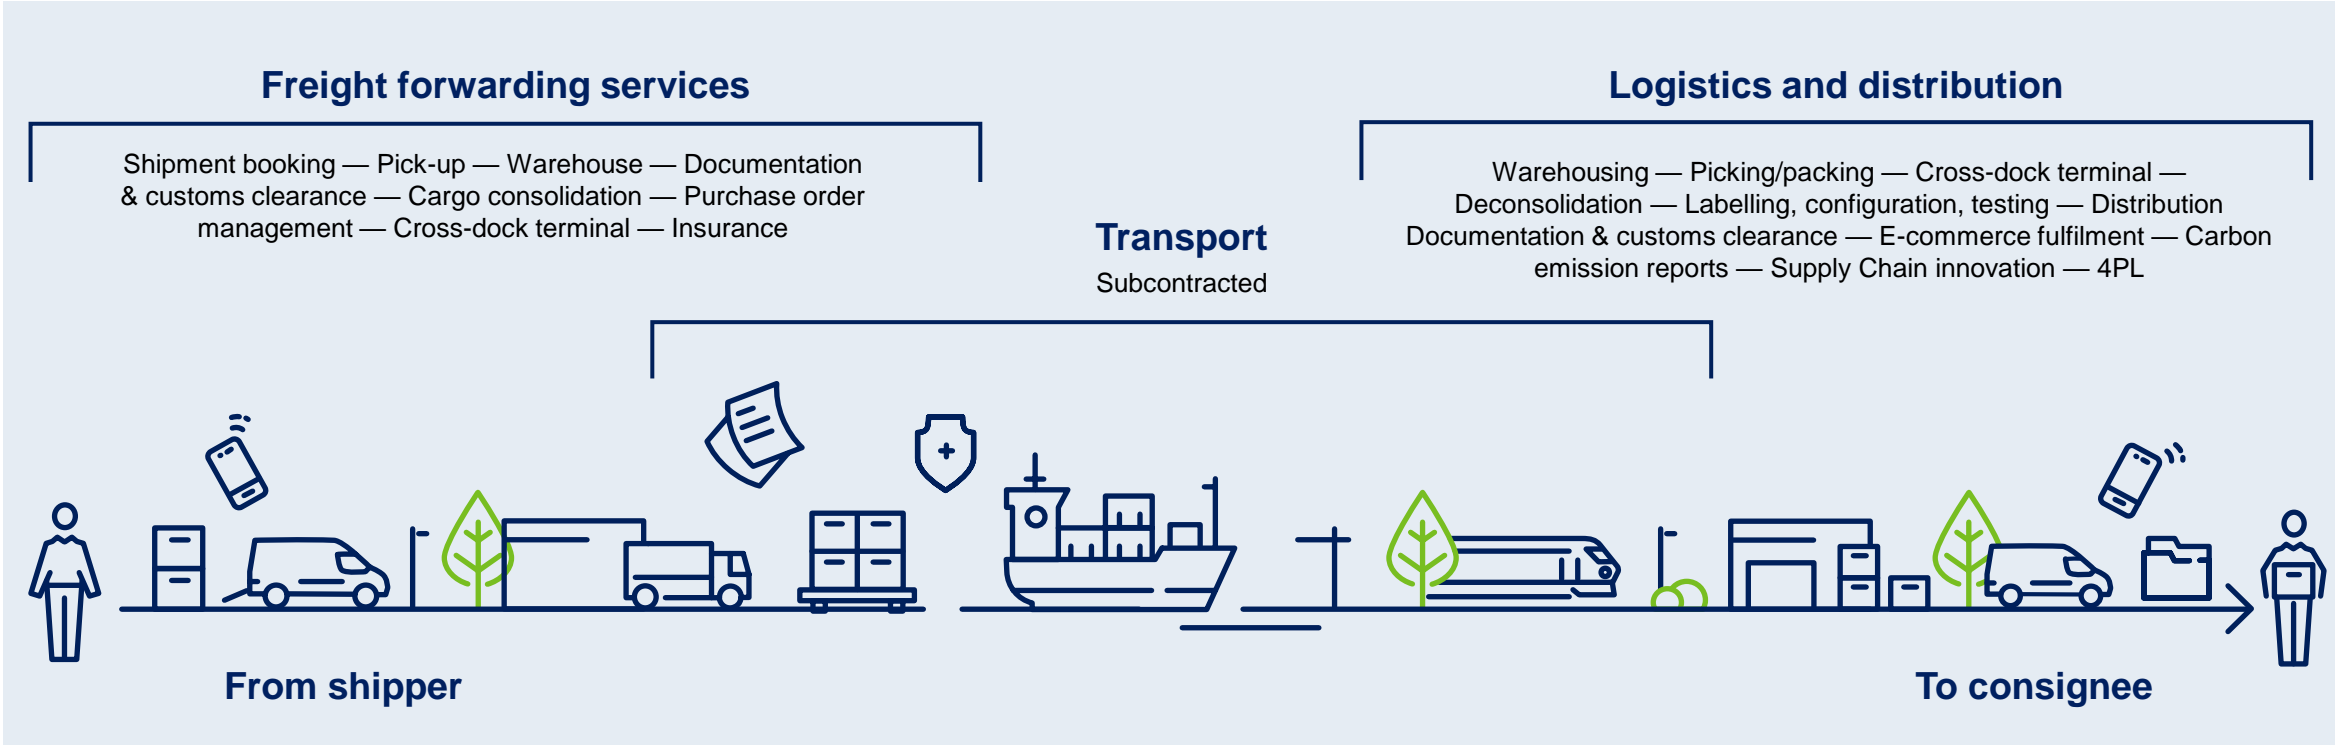 Freight forwarding services
Shipment booking — Pick-up — Warehouse — Documentation
& customs clearance — Cargo consolidation — Purchase order
management — Cross-dock terminal — Insurance
Transport
Subcontracted
Logistics and distribution
Warehousing — Picking/packing — Cross-dock terminal —
Deconsolidation — Labelling, configuration, testing — Distribution
Documentation & customs clearance — E-commerce fulfilment — Carbon
emission reports — Supply Chain innovation — 4PL
From shipper
To consignee